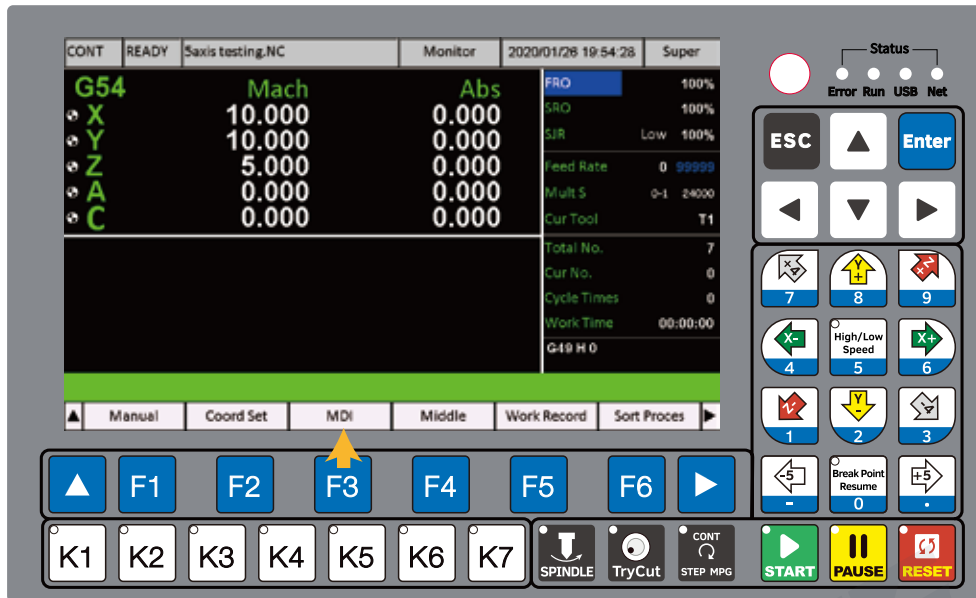 CONT READY 5axis testing.NC Monitor 2020/01/26 19:54:28 Super
G54 Mach Abs
X 10.000 0.000
Y 10.000 0.000
Z 5.000 0.000
A 0.000 0.000
C 0.000 0.000
FRO 100%
SRO 100%
SJR Low 100%
Feed Rate 0 99999
Mult S 0-1 24000
Cur Tool T1
Total No. 7
Cur No. 0
Cycle Times 0
Work Time 00:00:00
G49 H 0
Manual Coord Set MDI Middle Work Record Sort Proces
F1 F2 F3 F4 F5 F6
K1 K2 K3 K4 K5 K6 K7
SPINDLE
TryCut
CONT
STEP MPG
START
PAUSE
RESET
Status
Error Run USB Net
ESC
Enter
Y+
Z+
7 8 9
X-
High/Low
Speed
X+
4 5 6
Z-
Y-
1 2 3
-5
Break Point
Resume
+5
- 0 .